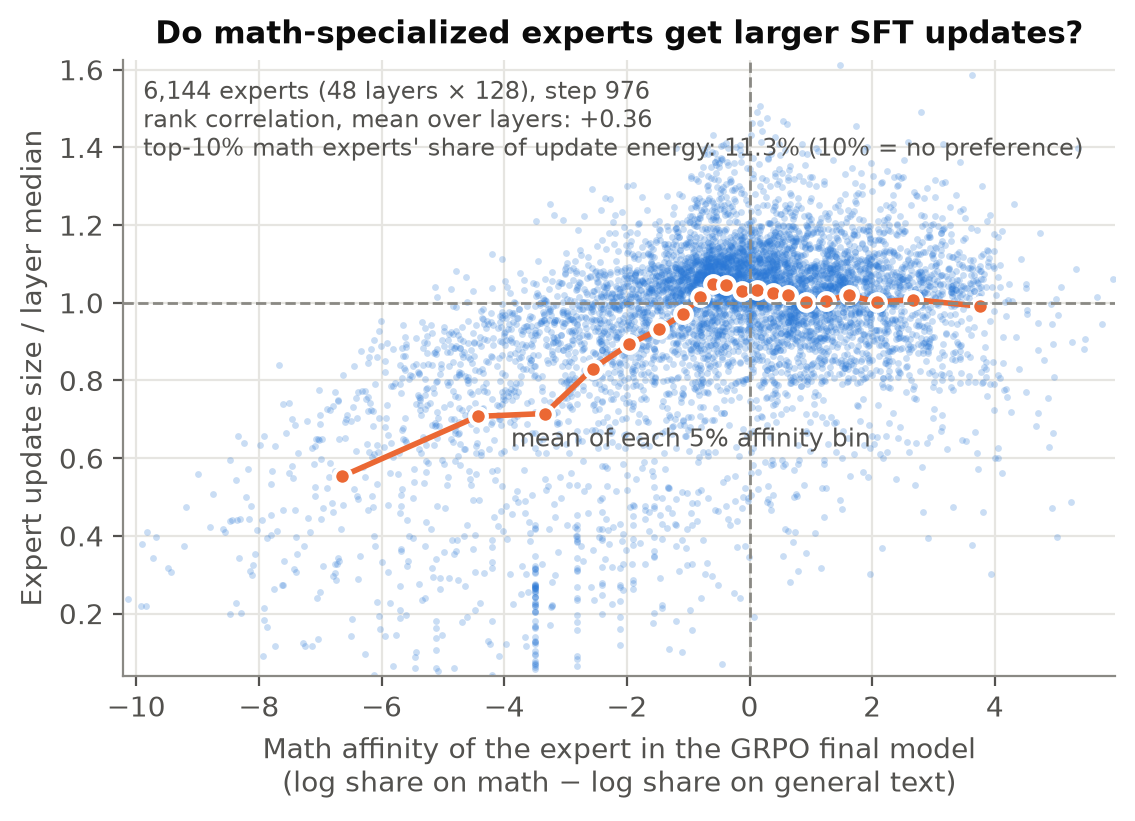 Do math-specialized experts get larger SFT updates?
6,144 experts (48 layers × 128), step 976
rank correlation, mean over layers: +0.36
top-10% math experts' share of update energy: 11.3% (10% = no preference)
mean of each 5% affinity bin
Expert update size / layer median
1.6
1.4
1.2
1.0
0.8
0.6
0.4
0.2
−10
−8
−6
−4
−2
0
2
4
Math affinity of the expert in the GRPO final model
(log share on math − log share on general text)